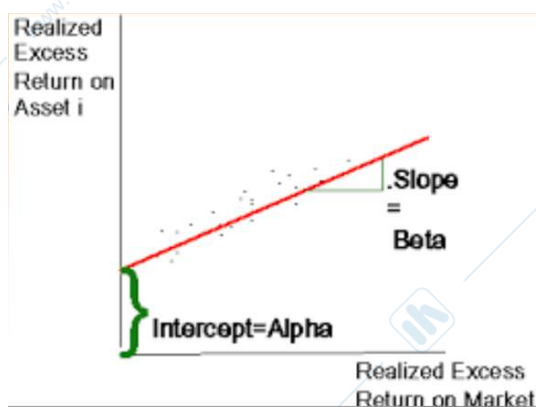 Realized
Excess
Return on
Asset i
.Slope
=
Beta
Intercept=Alpha
Realized Excess
Return on Market